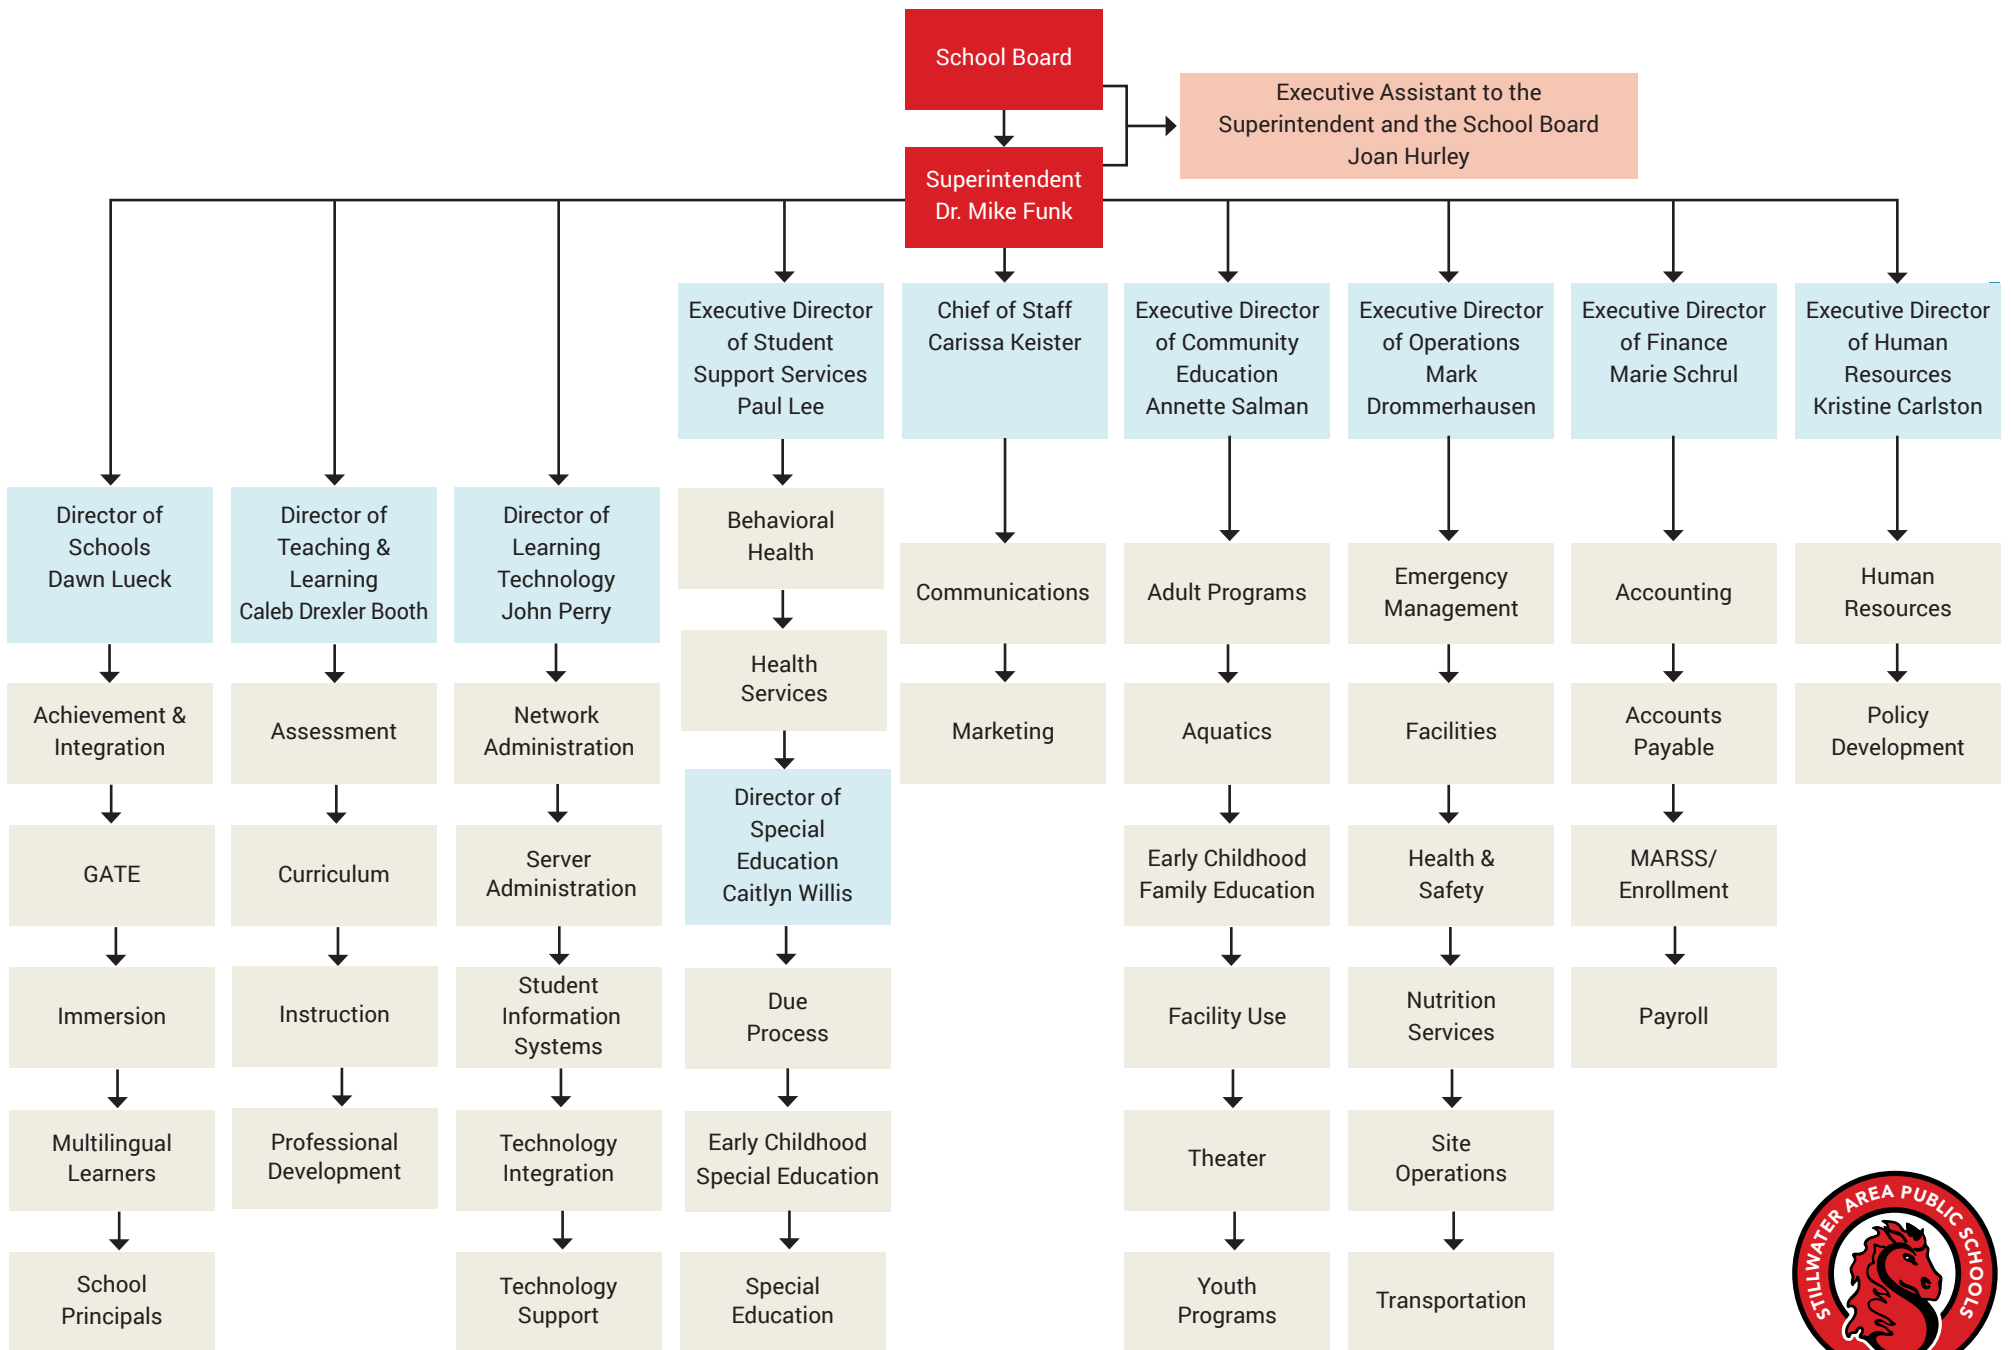 School Board
Executive Assistant to the
Superintendent and the School Board
Joan Hurley
Superintendent
Dr. Mike Funk
Executive Director
of Student
Support Services
Paul Lee
Chief of Staff
Carissa Keister
Executive Director
of Community
Education
Annette Salman
Executive Director
of Operations
Mark
Drommerhausen
Executive Director
of Finance
Marie Schrul
Executive Director
of Human
Resources
Kristine Carlston
Director of
Schools
Dawn Lueck
Director of
Teaching &
Learning
Caleb Drexler Booth
Director of
Learning
Technology
John Perry
Behavioral
Health
Communications
Adult Programs
Emergency
Management
Accounting
Human
Resources
Health
Services
Achievement &
Integration
Assessment
Network
Administration
Marketing
Aquatics
Facilities
Accounts
Payable
Policy
Development
Director of
Special
Education
Caitlyn Willis
GATE
Curriculum
Server
Administration
Early Childhood
Family Education
Health &
Safety
MARSS/
Enrollment
Immersion
Instruction
Student
Information
Systems
Due
Process
Facility Use
Nutrition
Services
Payroll
Multilingual
Learners
Professional
Development
Technology
Integration
Early Childhood
Special Education
Theater
Site
Operations
School
Principals
Technology
Support
Special
Education
Youth
Programs
Transportation
STILLWATER AREA PUBLIC SCHOOLS